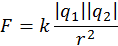 F = k |q₁||q₂| / r²